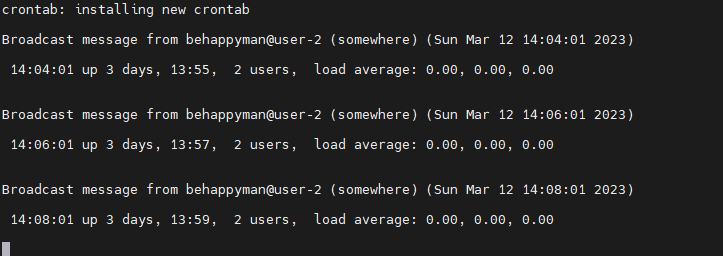 crontab: installing new crontab
Broadcast message from behappyman@user-2 (somewhere) (Sun Mar 12 14:04:01 2023)
14:04:01 up 3 days, 13:55,  2 users,  load average: 0.00, 0.00, 0.00
Broadcast message from behappyman@user-2 (somewhere) (Sun Mar 12 14:06:01 2023)
14:06:01 up 3 days, 13:57,  2 users,  load average: 0.00, 0.00, 0.00
Broadcast message from behappyman@user-2 (somewhere) (Sun Mar 12 14:08:01 2023)
14:08:01 up 3 days, 13:59,  2 users,  load average: 0.00, 0.00, 0.00